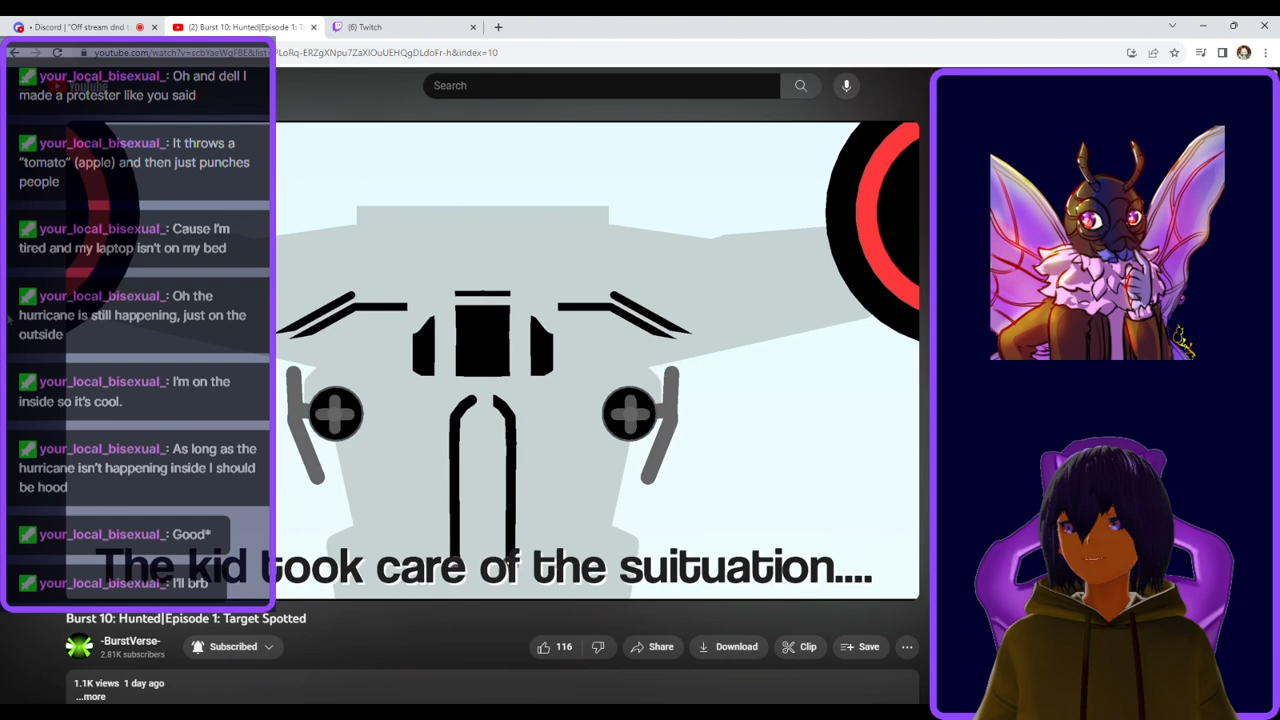 Discord | "Off stream dnd
(2) Burst 10: Hunted|Episode 1: T
(6) Twitch
youtube.com/watch?v=scbYaeWgFBE&list=PLoRq-ERZgXNpu7ZaXlOuUEHQgDLdoFr-h&index=10
YouTube
Search
your_local_bisexual_: Oh and dell I
made a protester like you said
your_local_bisexual_: It throws a
“tomato” (apple) and then just punches
people
your_local_bisexual_: Cause I’m
tired and my laptop isn’t on my bed
your_local_bisexual_: Oh the
hurricane is still happening, just on the
outside
your_local_bisexual_: I’m on the
inside so it’s cool.
your_local_bisexual_: As long as the
hurricane isn’t happening inside I should
be hood
your_local_bisexual_: Good*
your_local_bisexual_: I’ll brb
The kid took care of the suituation....
Burst 10: Hunted|Episode 1: Target Spotted
-BurstVerse-
2.81K subscribers
Subscribed
116
Share
Download
Clip
Save
1.1K views 1 day ago
...more